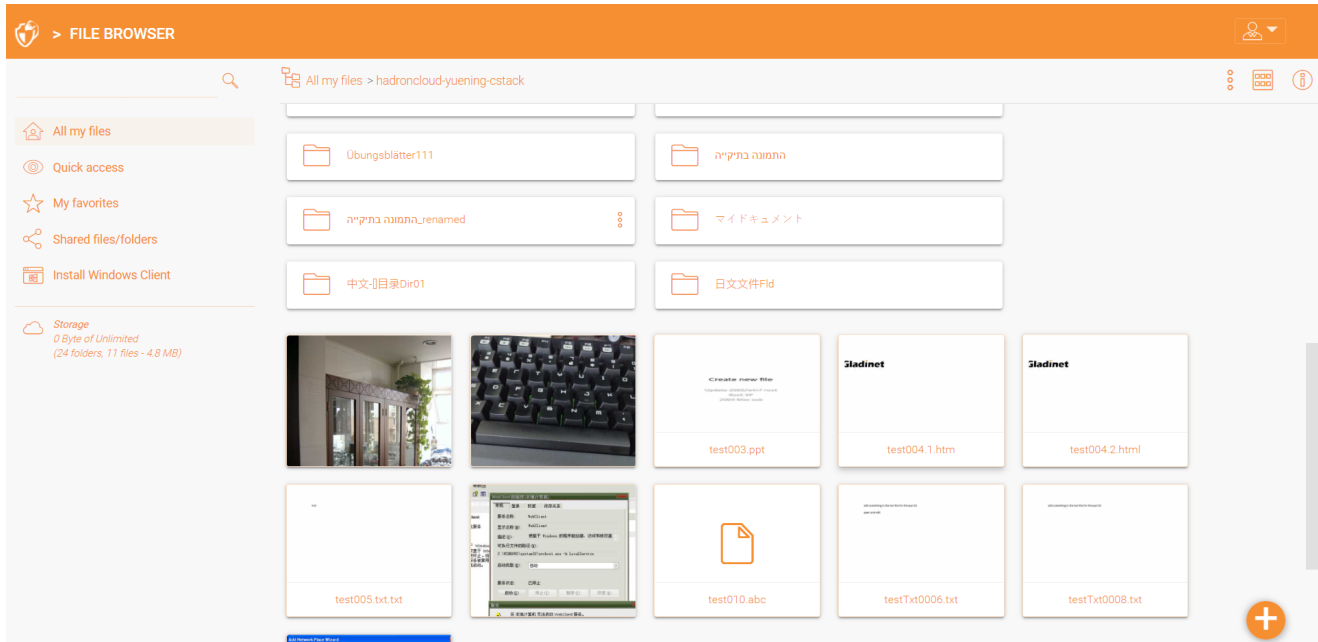 > FILE BROWSER
All my files > hadroncloud-yuening-cstack
All my files
Quick access
My favorites
Shared files/folders
Install Windows Client
Storage
0 Byte of Unlimited
(24 folders, 11 files - 4.8 MB)
Übungsblätter111
התמונה בתיקייה
התמונה בתיקייה_renamed
マイドキュメント
中文-[]目录Dir01
日文文件Fld
Create new file
test003.ppt
Gladinet
test004.1.htm
Gladinet
test004.2.html
test005.txt.txt
test010.abc
testTxt0006.txt
testTxt0008.txt
Add Network Place Wizard